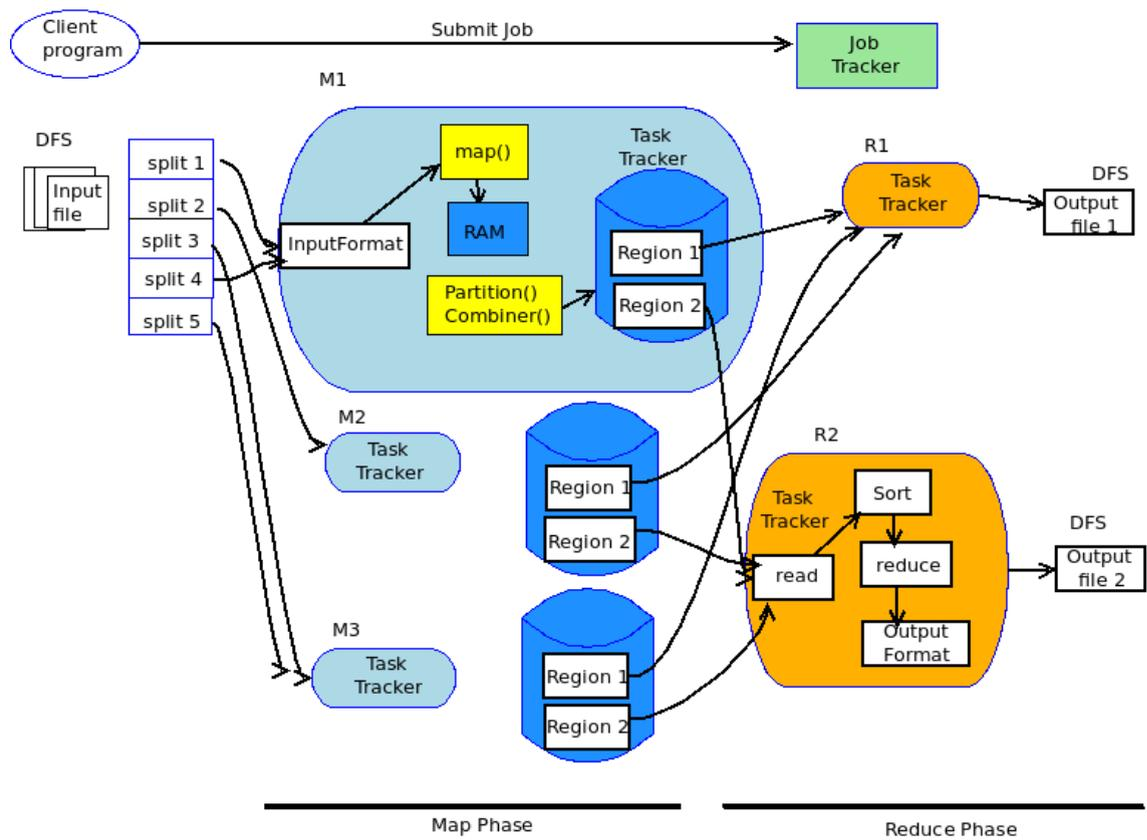 Client
program
Submit Job
Job
Tracker
M1
DFS
Input
file
split 1
split 2
split 3
split 4
split 5
InputFormat
map()
RAM
Partition()
Combiner()
Task
Tracker
Region 1
Region 2
R1
Task
Tracker
DFS
Output
file 1
M2
Task
Tracker
Region 1
Region 2
R2
Task
Tracker
Sort
read
reduce
Output
Format
DFS
Output
file 2
M3
Task
Tracker
Region 1
Region 2
Map Phase
Reduce Phase